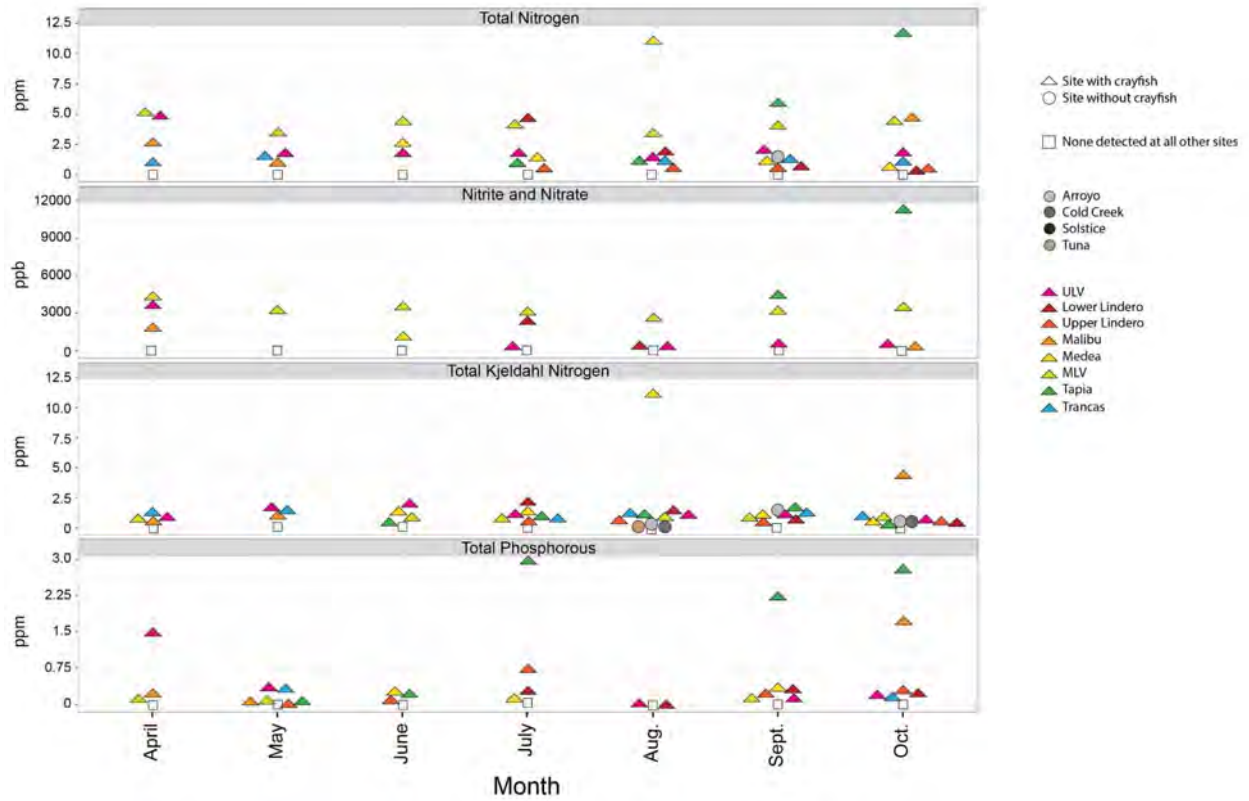 Total Nitrogen
12.5
10.0
7.5
5.0
2.5
0
ppm
Nitrite and Nitrate
12000
9000
6000
3000
0
ppb
Total Kjeldahl Nitrogen
12.5
10.0
7.5
5.0
2.5
0
ppm
Total Phosphorous
3.0
2.25
1.5
0.75
0
ppm
April
May
June
July
Aug.
Sept.
Oct.
Month
Site with crayfish
Site without crayfish
None detected at all other sites
Arroyo
Cold Creek
Solstice
Tuna
ULV
Lower Lindero
Upper Lindero
Malibu
Medea
MLV
Tapia
Trancas